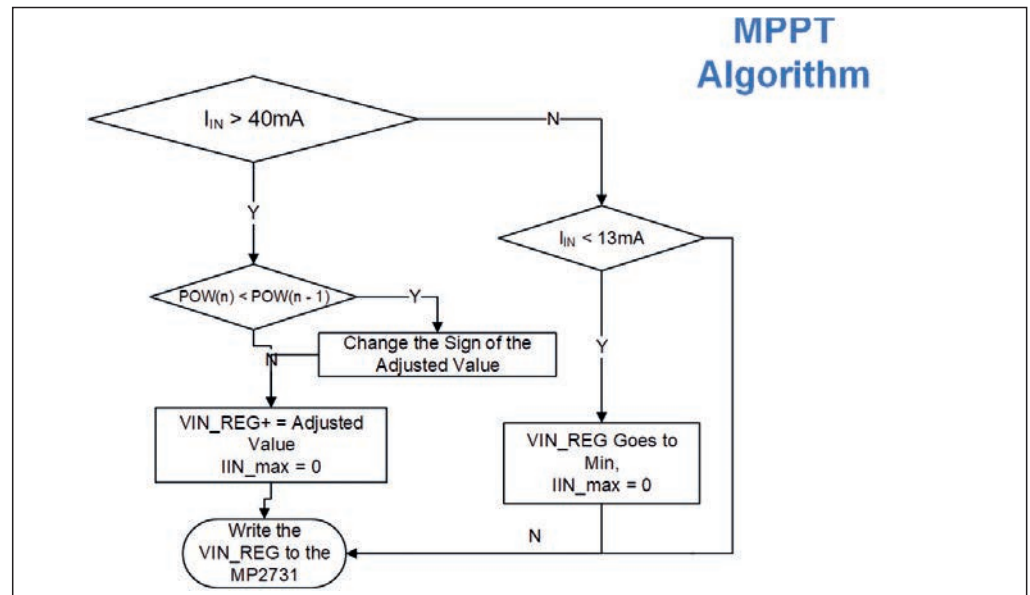 MPPT
Algorithm
I_IN > 40mA
N
Y
I_IN < 13mA
POW(n) < POW(n - 1)
Y
Change the Sign of the
Adjusted Value
N
Y
VIN_REG+ = Adjusted
Value
IIN_max = 0
VIN_REG Goes to
Min,
IIN_max = 0
Write the
VIN_REG to the
MP2731
N